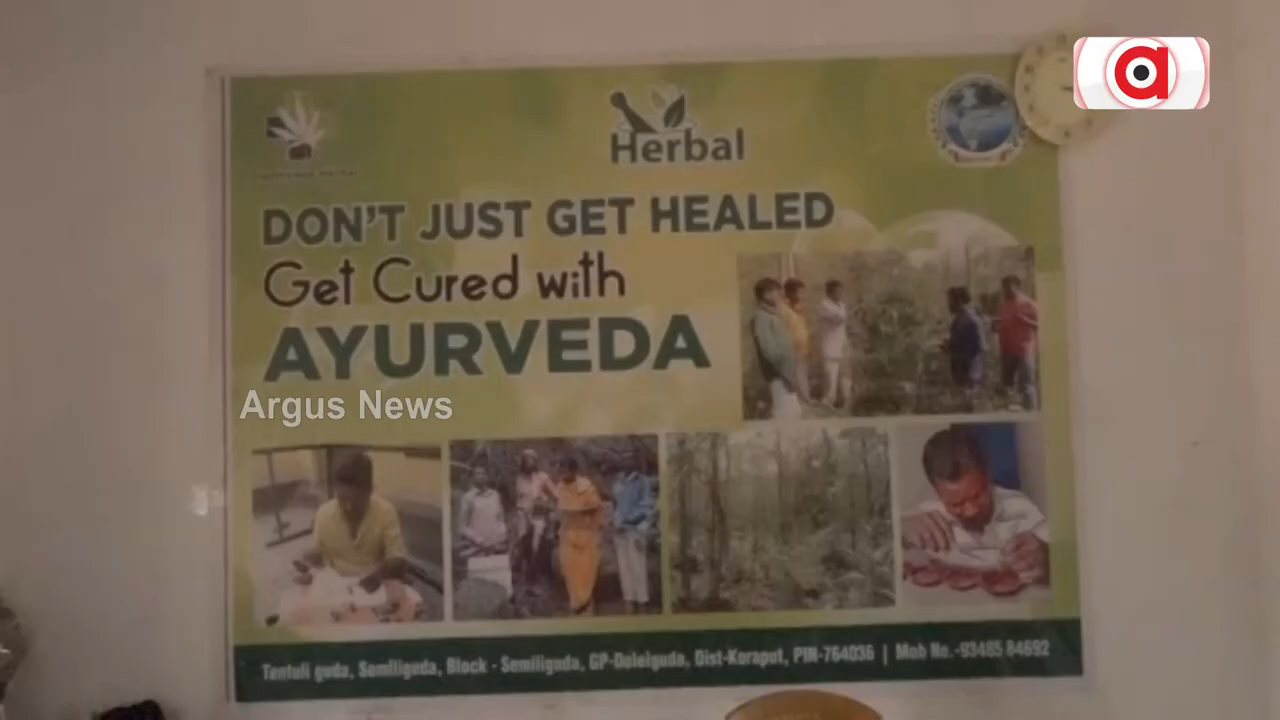 Herbal
DON'T JUST GET HEALED
Get Cured with
AYURVEDA
Argus News
Tentuli guda, Semiliguda, Block - Semiliguda, GP-Doleiguda, Dist-Koraput, PIN-764036 | Mob No.-93485 84692